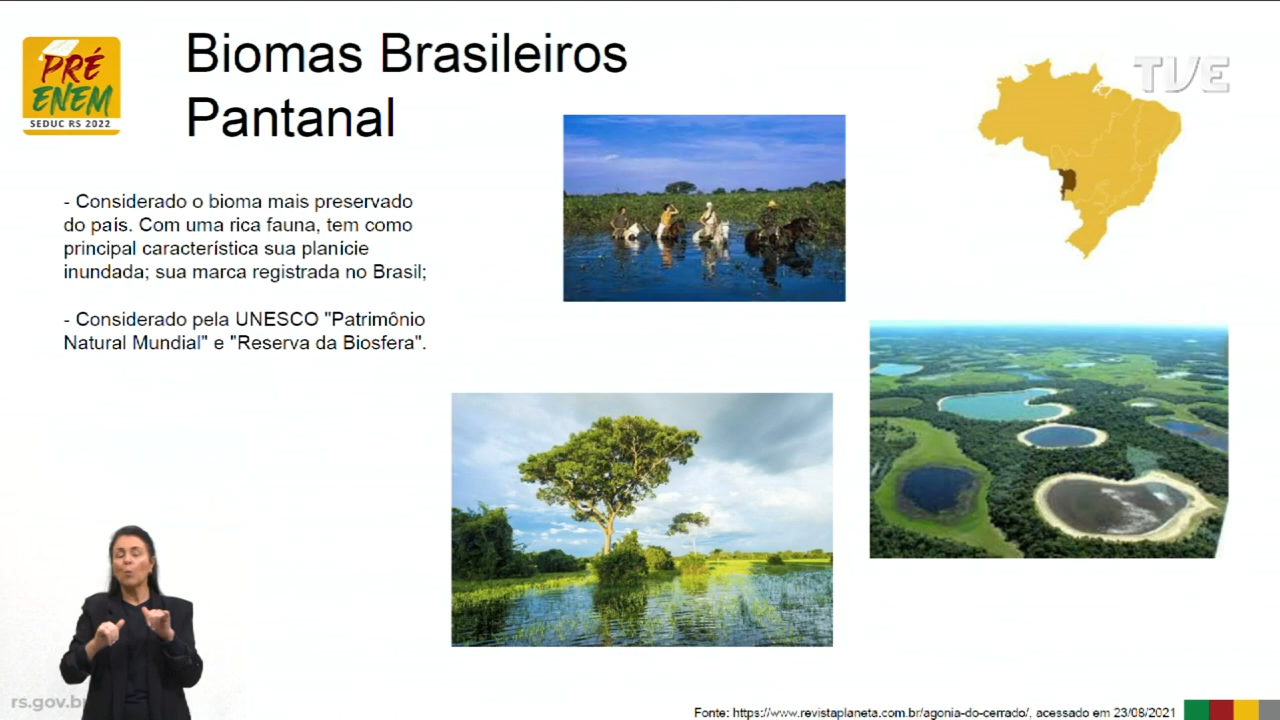 PRÉ
ENEM
SEDUC RS 2022
Biomas Brasileiros
Pantanal
TVE
- Considerado o bioma mais preservado
do país. Com uma rica fauna, tem como
principal característica sua planície
inundada; sua marca registrada no Brasil;
- Considerado pela UNESCO "Patrimônio
Natural Mundial" e "Reserva da Biosfera".
rs.gov.b
Fonte: https://www.revistaplaneta.com.br/agonia-do-cerrado/, acessado em 23/08/2021